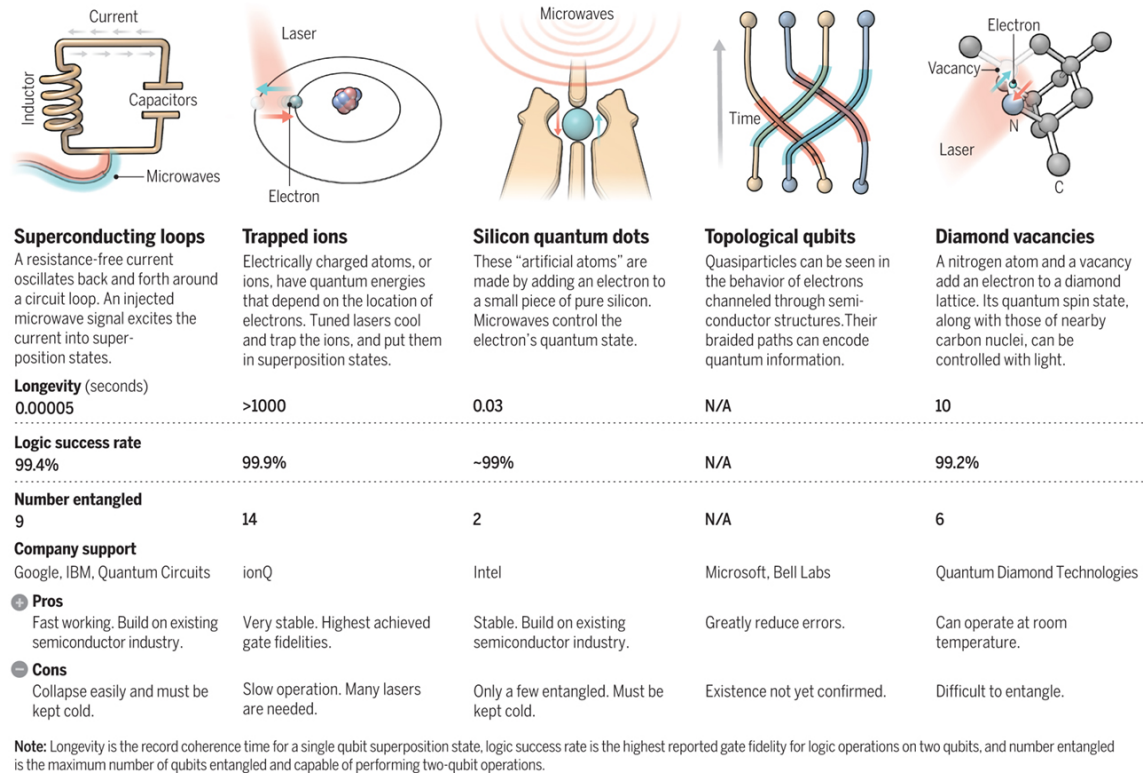 Current
Inductor
Capacitors
Microwaves
Laser
Electron
Microwaves
Time
Electron
Vacancy
N
Laser
C
Superconducting loops
A resistance-free current
oscillates back and forth around
a circuit loop. An injected
microwave signal excites the
current into super-
position states.
Trapped ions
Electrically charged atoms, or
ions, have quantum energies
that depend on the location of
electrons. Tuned lasers cool
and trap the ions, and put them
in superposition states.
Silicon quantum dots
These “artificial atoms” are
made by adding an electron to
a small piece of pure silicon.
Microwaves control the
electron’s quantum state.
Topological qubits
Quasiparticles can be seen in
the behavior of electrons
channeled through semi-
conductor structures.Their
braided paths can encode
quantum information.
Diamond vacancies
A nitrogen atom and a vacancy
add an electron to a diamond
lattice. Its quantum spin state,
along with those of nearby
carbon nuclei, can be
controlled with light.
Longevity (seconds)
0.00005 >1000 0.03 N/A 10
Logic success rate
99.4% 99.9% ~99% N/A 99.2%
Number entangled
9 14 2 N/A 6
Company support
Google, IBM, Quantum Circuits ionQ Intel Microsoft, Bell Labs Quantum Diamond Technologies
+ Pros
Fast working. Build on existing
semiconductor industry.
Very stable. Highest achieved
gate fidelities.
Stable. Build on existing
semiconductor industry.
Greatly reduce errors.
Can operate at room
temperature.
− Cons
Collapse easily and must be
kept cold.
Slow operation. Many lasers
are needed.
Only a few entangled. Must be
kept cold.
Existence not yet confirmed.
Difficult to entangle.
Note: Longevity is the record coherence time for a single qubit superposition state, logic success rate is the highest reported gate fidelity for logic operations on two qubits, and number entangled
is the maximum number of qubits entangled and capable of performing two-qubit operations.